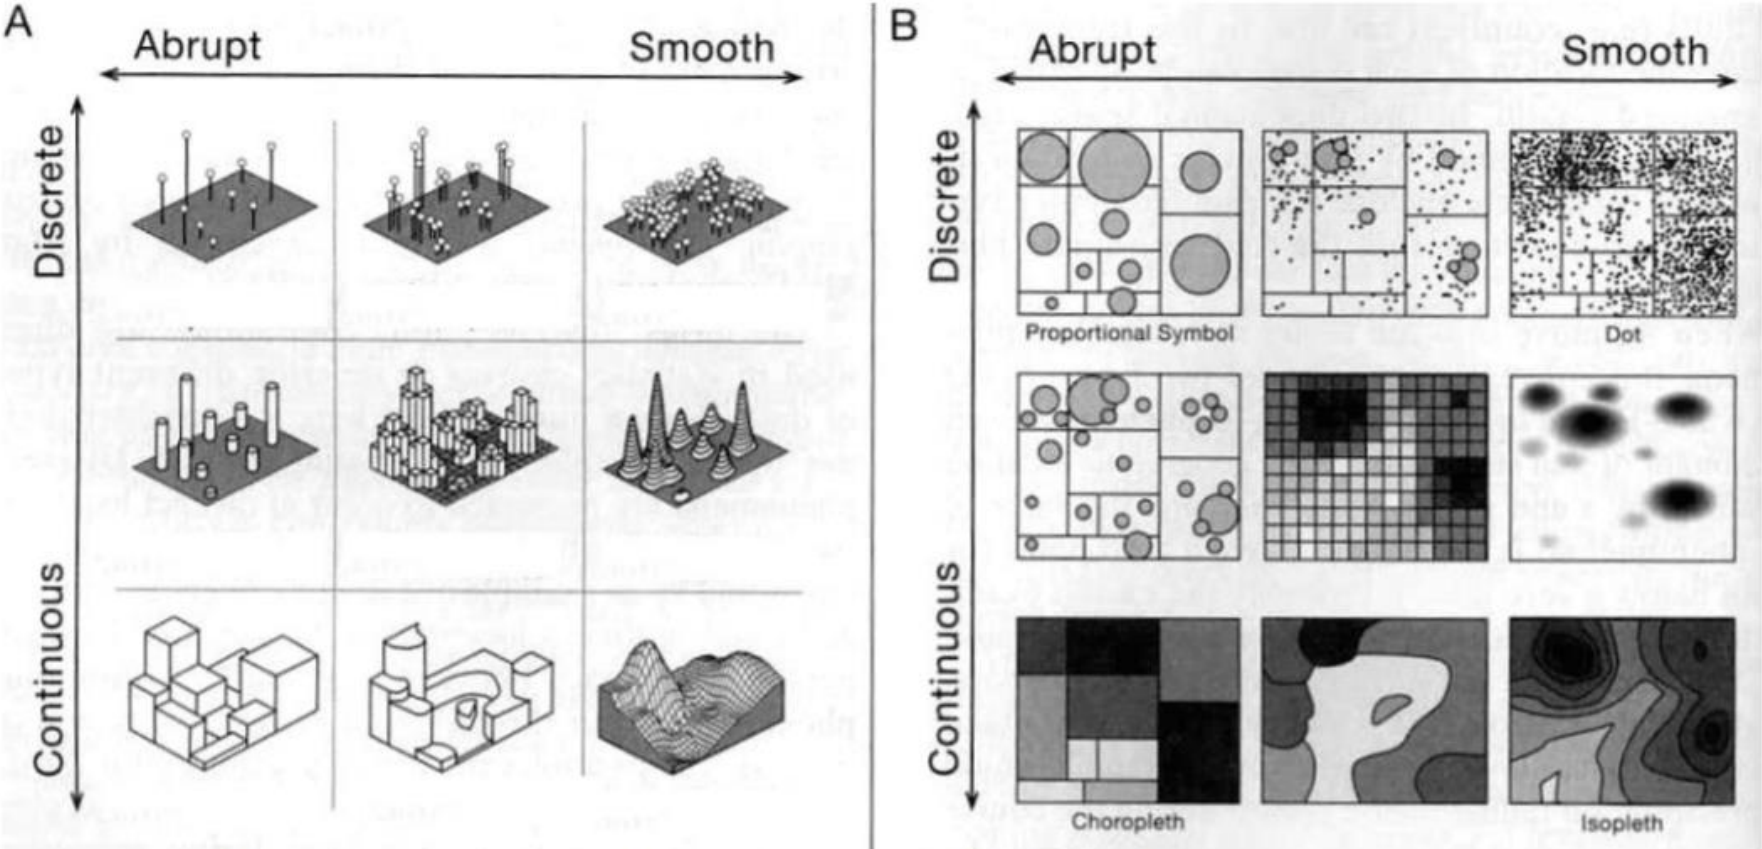 A
Abrupt
Smooth
Discrete
Continuous
B
Abrupt
Smooth
Discrete
Continuous
Proportional Symbol
Dot
Choropleth
Isopleth